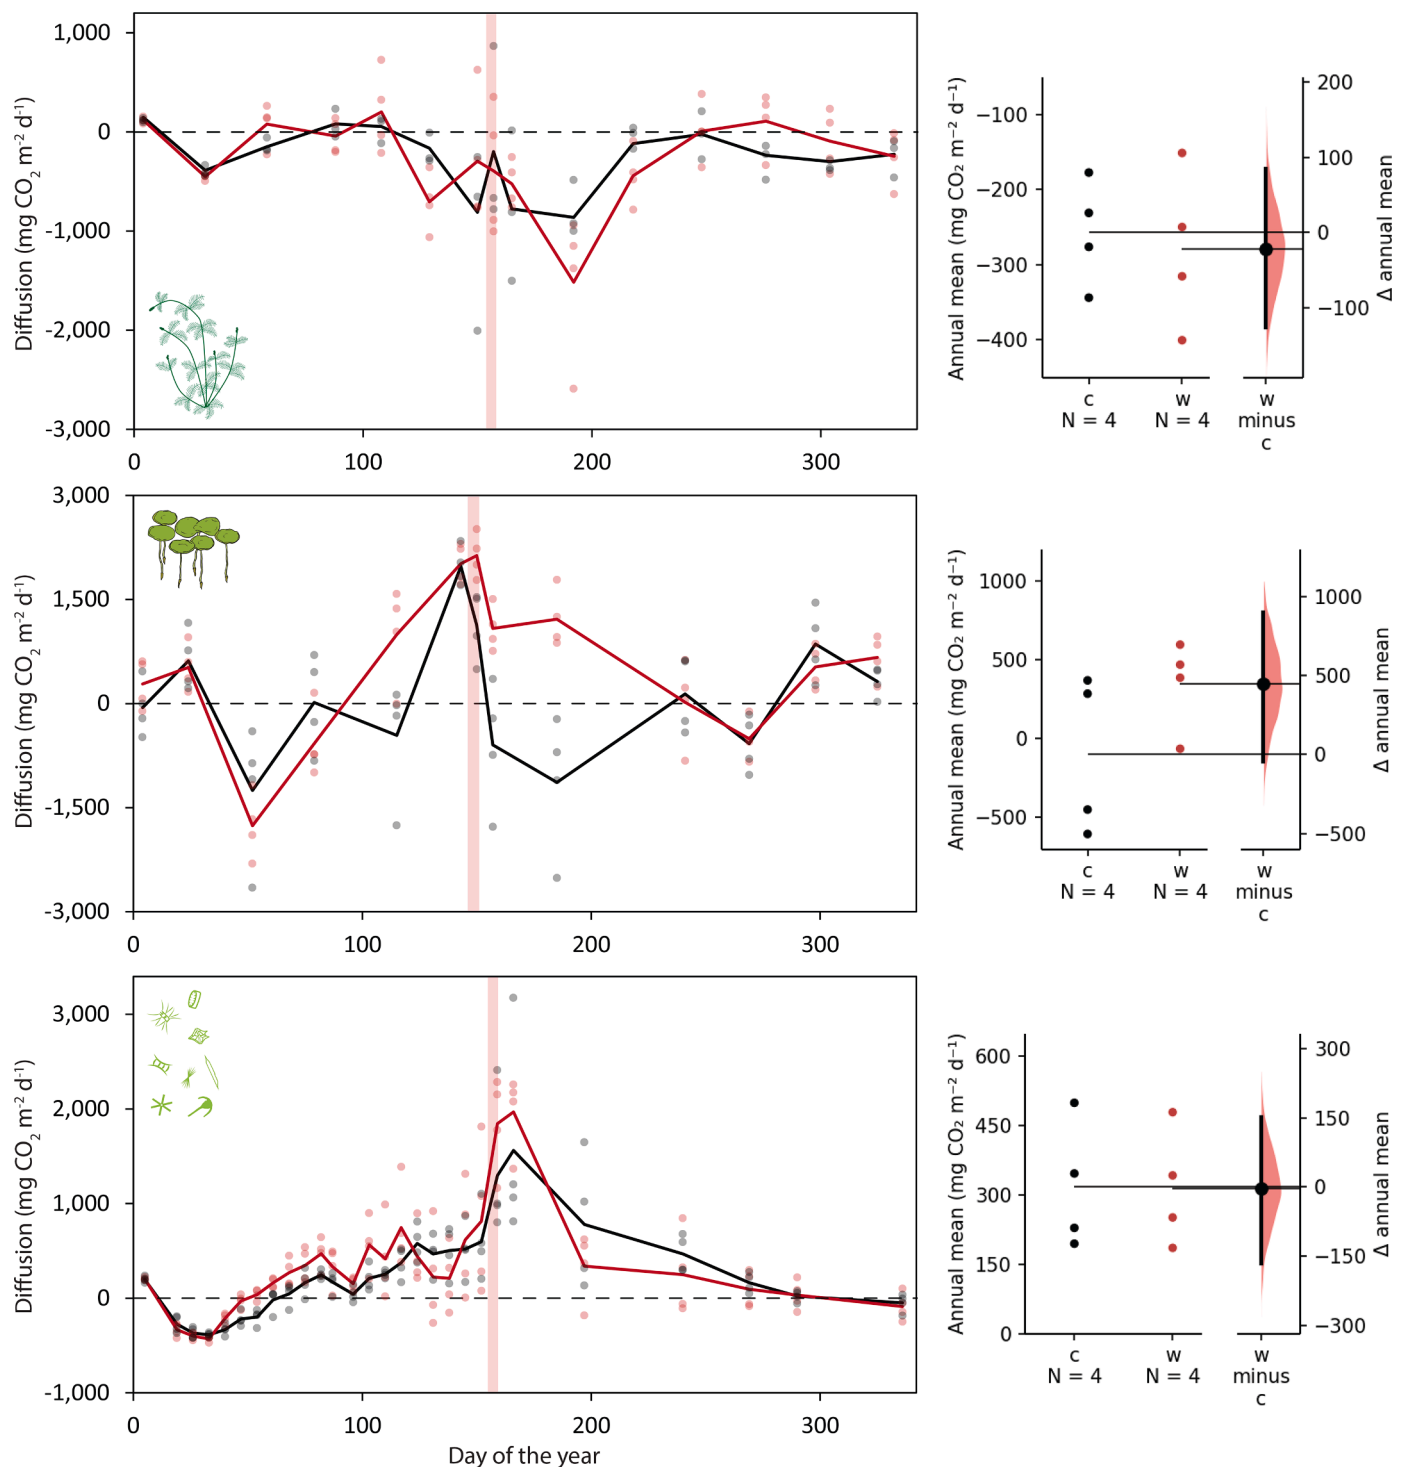 1,000
0
-1,000
-2,000
-3,000
Diffusion (mg CO2 m-2 d-1)
0 100 200 300
−100
−200
−300
−400
Annual mean (mg CO₂ m⁻² d⁻¹)
200
100
0
−100
Δ annual mean
c w w
N = 4 N = 4 minus
c
3,000
1,500
0
-1,500
-3,000
Diffusion (mg CO2 m-2 d-1)
0 100 200 300
1000
500
0
−500
Annual mean (mg CO₂ m⁻² d⁻¹)
1000
500
0
−500
Δ annual mean
c w w
N = 4 N = 4 minus
c
3,000
2,000
1,000
0
-1,000
Diffusion (mg CO2 m-2 d-1)
0 100 200 300
Day of the year
600
450
300
150
0
Annual mean (mg CO₂ m⁻² d⁻¹)
300
150
0
−150
−300
Δ annual mean
c w w
N = 4 N = 4 minus
c